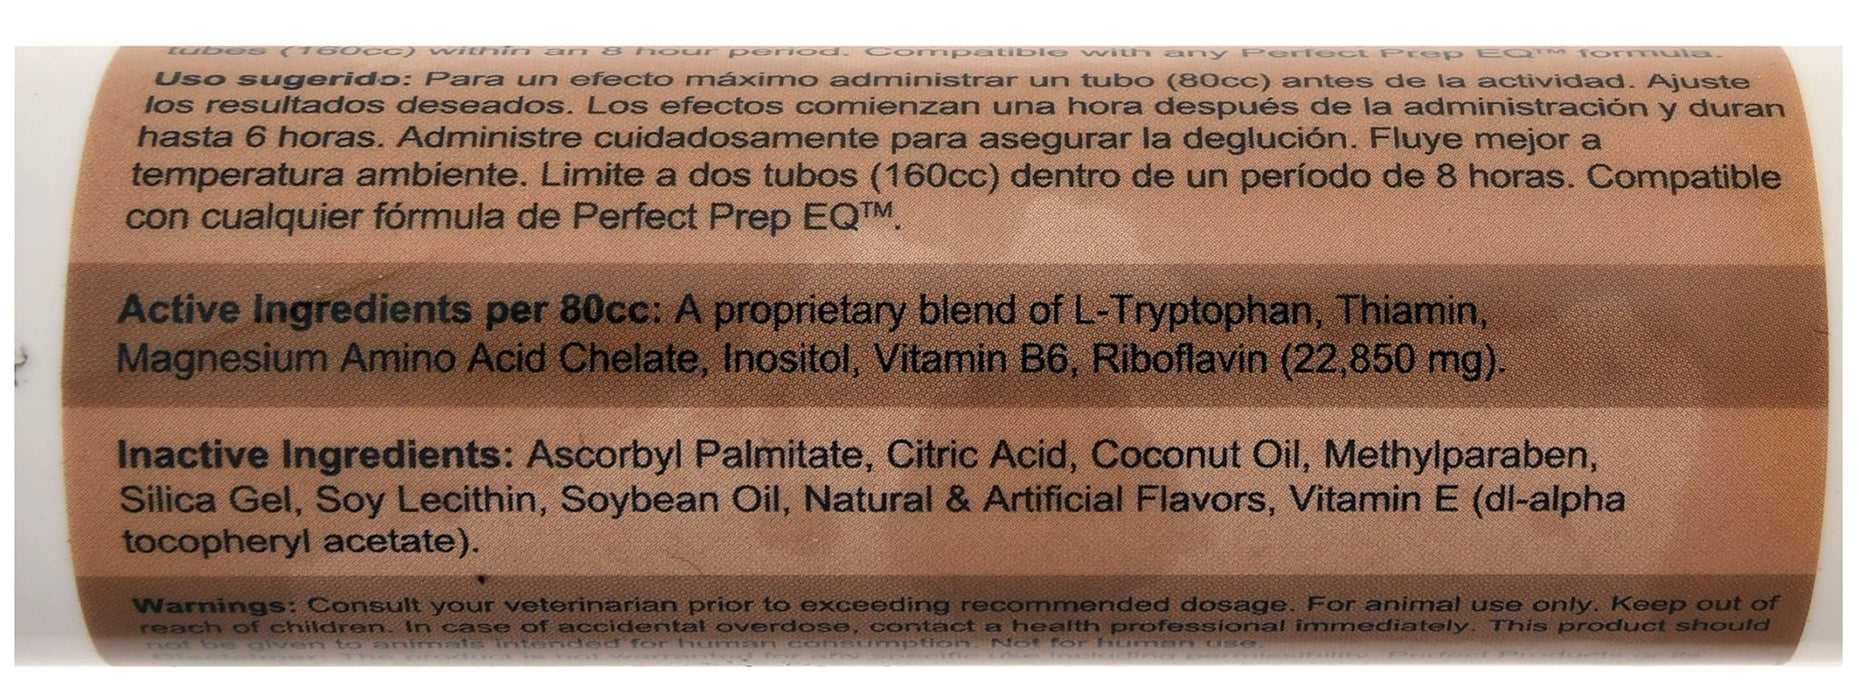 tubes (160cc) within an 8 hour period. Compatible with any Perfect Prep EQ™ formula.
Uso sugerido: Para un efecto máximo administrar un tubo (80cc) antes de la actividad. Ajuste
los resultados deseados. Los efectos comienzan una hora después de la administración y duran
hasta 6 horas. Administre cuidadosamente para asegurar la deglución. Fluye mejor a
temperatura ambiente. Limite a dos tubos (160cc) dentro de un período de 8 horas. Compatible
con cualquier fórmula de Perfect Prep EQ™.
Active Ingredients per 80cc: A proprietary blend of L-Tryptophan, Thiamin,
Magnesium Amino Acid Chelate, Inositol, Vitamin B6, Riboflavin (22,850 mg).
Inactive Ingredients: Ascorbyl Palmitate, Citric Acid, Coconut Oil, Methylparaben,
Silica Gel, Soy Lecithin, Soybean Oil, Natural & Artificial Flavors, Vitamin E (dl-alpha
tocopheryl acetate).
Warnings: Consult your veterinarian prior to exceeding recommended dosage. For animal use only. Keep out of
reach of children. In case of accidental overdose, contact a health professional immediately. This product should
not be given to animals intended for human consumption. Not for human use.